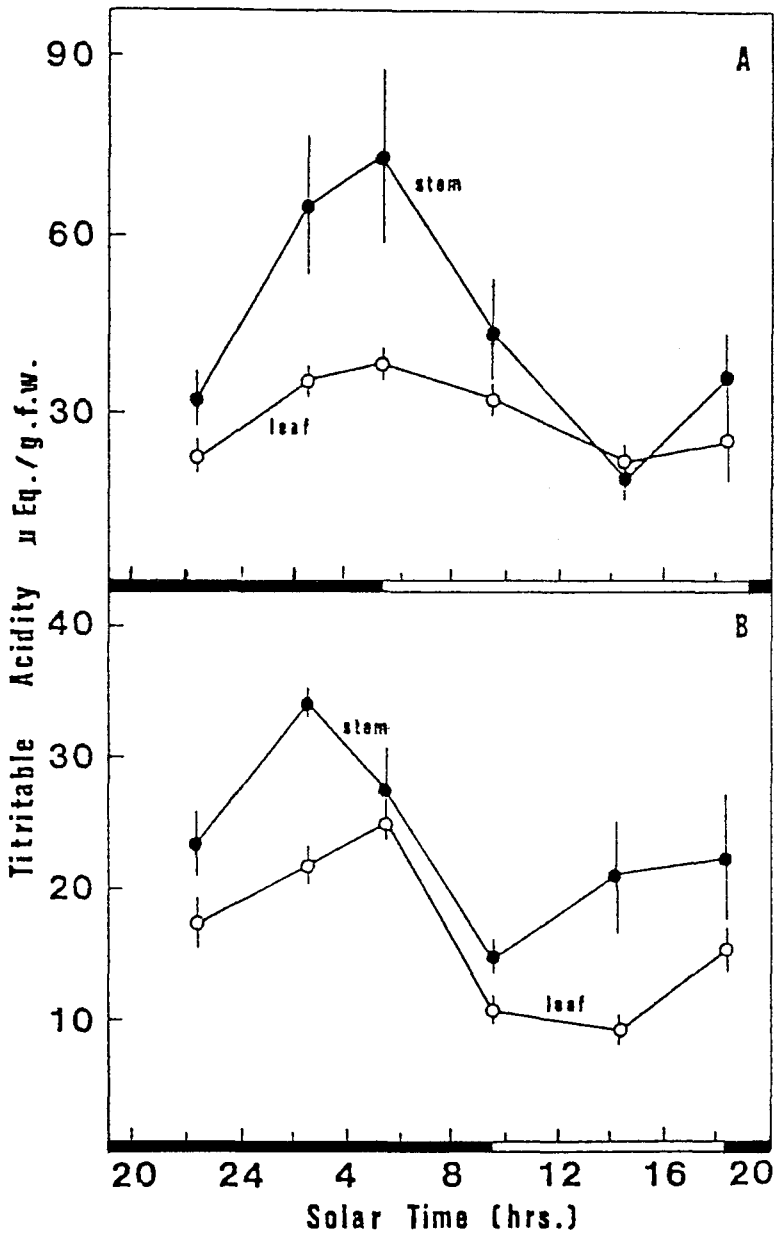 A
90
60
30
stem
leaf
B
40
30
20
10
stem
leaf
Titritable Acidity µ Eq./g.f.w.
20 24 4 8 12 16 20
Solar Time (hrs.)